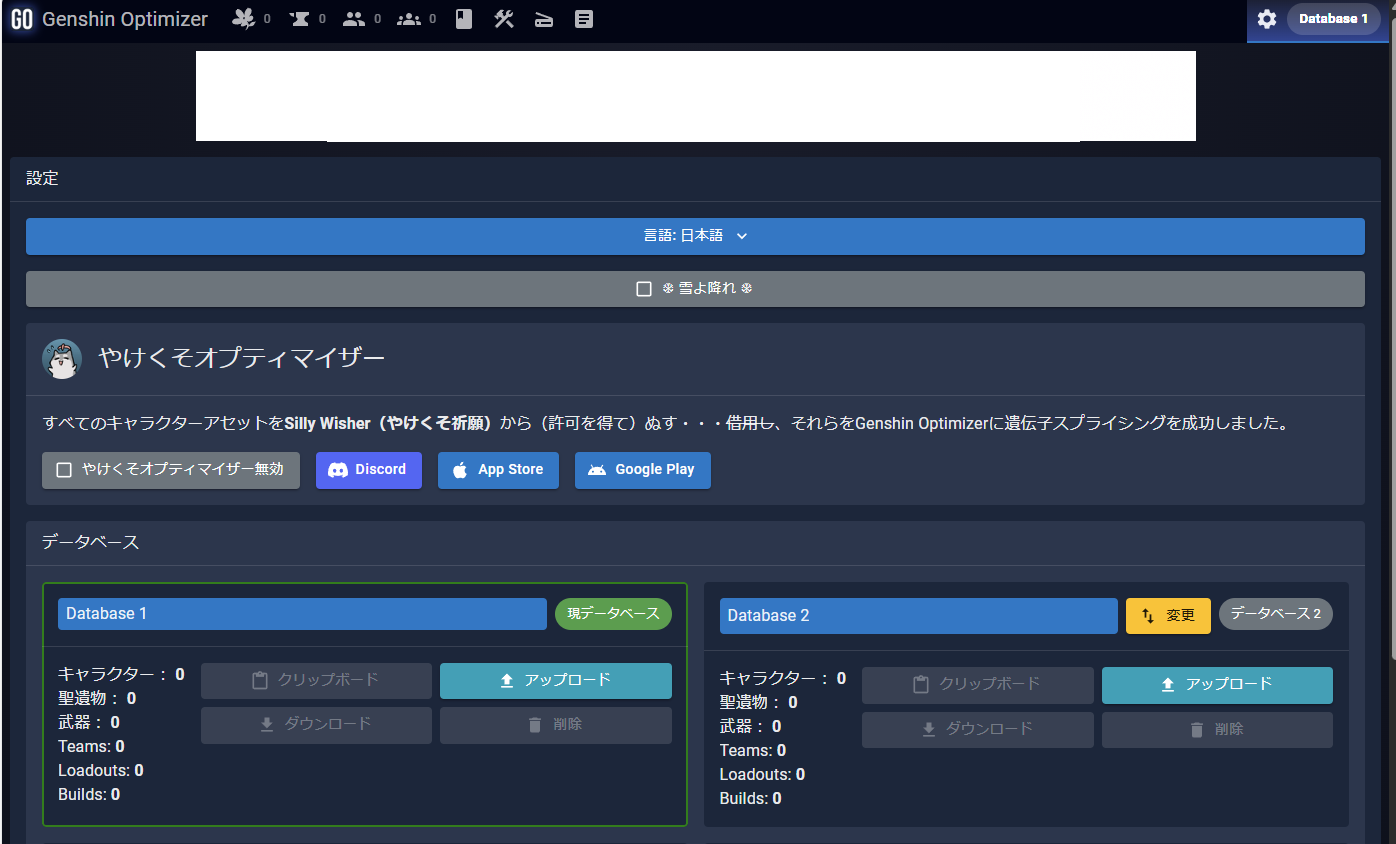 GO Genshin Optimizer 0 0 0 0 Database 1
設定
言語: 日本語
❄ 雪よ降れ ❄
やけくそオプティマイザー
すべてのキャラクターアセットをSilly Wisher（やけくそ祈願）から（許可を得て）ぬす・・・借用し、それらをGenshin Optimizerに遺伝子スプライシングを成功しました。
やけくそオプティマイザー無効 Discord App Store Google Play
データベース
Database 1 現データベース
キャラクター： 0
聖遺物： 0
武器： 0
Teams: 0
Loadouts: 0
Builds: 0
クリップボード アップロード
ダウンロード 削除
Database 2 変更 データベース 2
キャラクター： 0
聖遺物： 0
武器： 0
Teams: 0
Loadouts: 0
Builds: 0
クリップボード アップロード
ダウンロード 削除